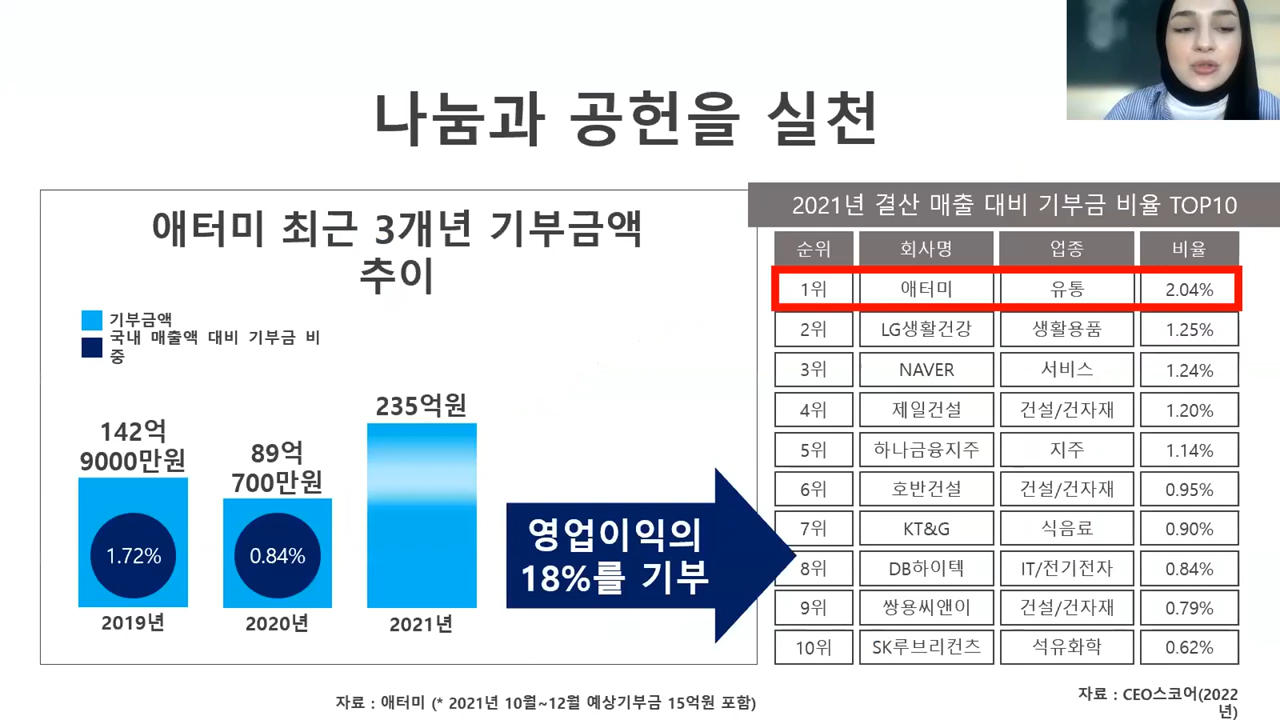 나눔과 공헌을 실천
애터미 최근 3개년 기부금액
추이
기부금액
국내 매출액 대비 기부금 비
중
142억
9000만원
89억
700만원
235억원
1.72%
0.84%
2019년
2020년
2021년
영업이익의
18%를 기부
자료 : 애터미 (* 2021년 10월~12월 예상기부금 15억원 포함)
2021년 결산 매출 대비 기부금 비율 TOP10
순위 회사명 업종 비율
1위 애터미 유통 2.04%
2위 LG생활건강 생활용품 1.25%
3위 NAVER 서비스 1.24%
4위 제일건설 건설/건자재 1.20%
5위 하나금융지주 지주 1.14%
6위 호반건설 건설/건자재 0.95%
7위 KT&G 식음료 0.90%
8위 DB하이텍 IT/전기전자 0.84%
9위 쌍용씨앤이 건설/건자재 0.79%
10위 SK루브리컨츠 석유화학 0.62%
자료 : CEO스코어(2022
년)